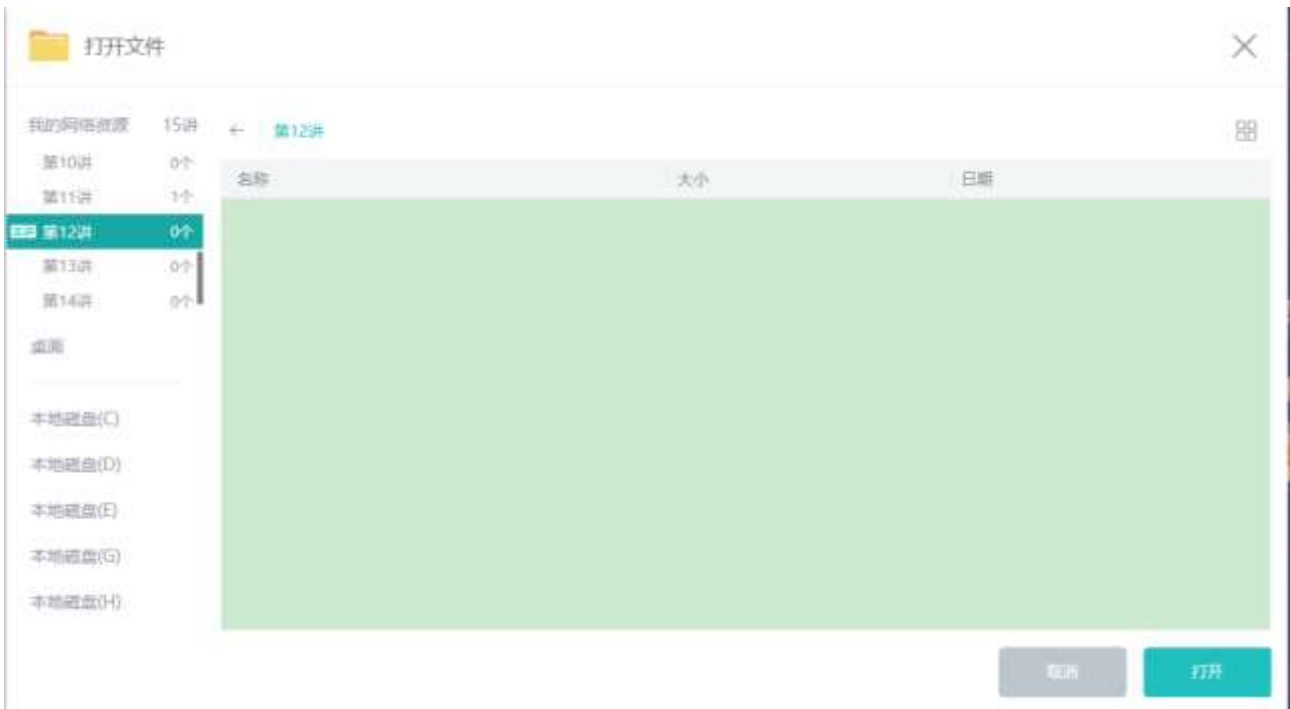 打开文件
我的网络资源 15讲
第10讲 0个
第11讲 1个
第12讲 0个
第13讲 0个
第14讲 0个
桌面
本地磁盘(C)
本地磁盘(D)
本地磁盘(E)
本地磁盘(G)
本地磁盘(H)
← 第12讲
名称 大小 日期
取消 打开